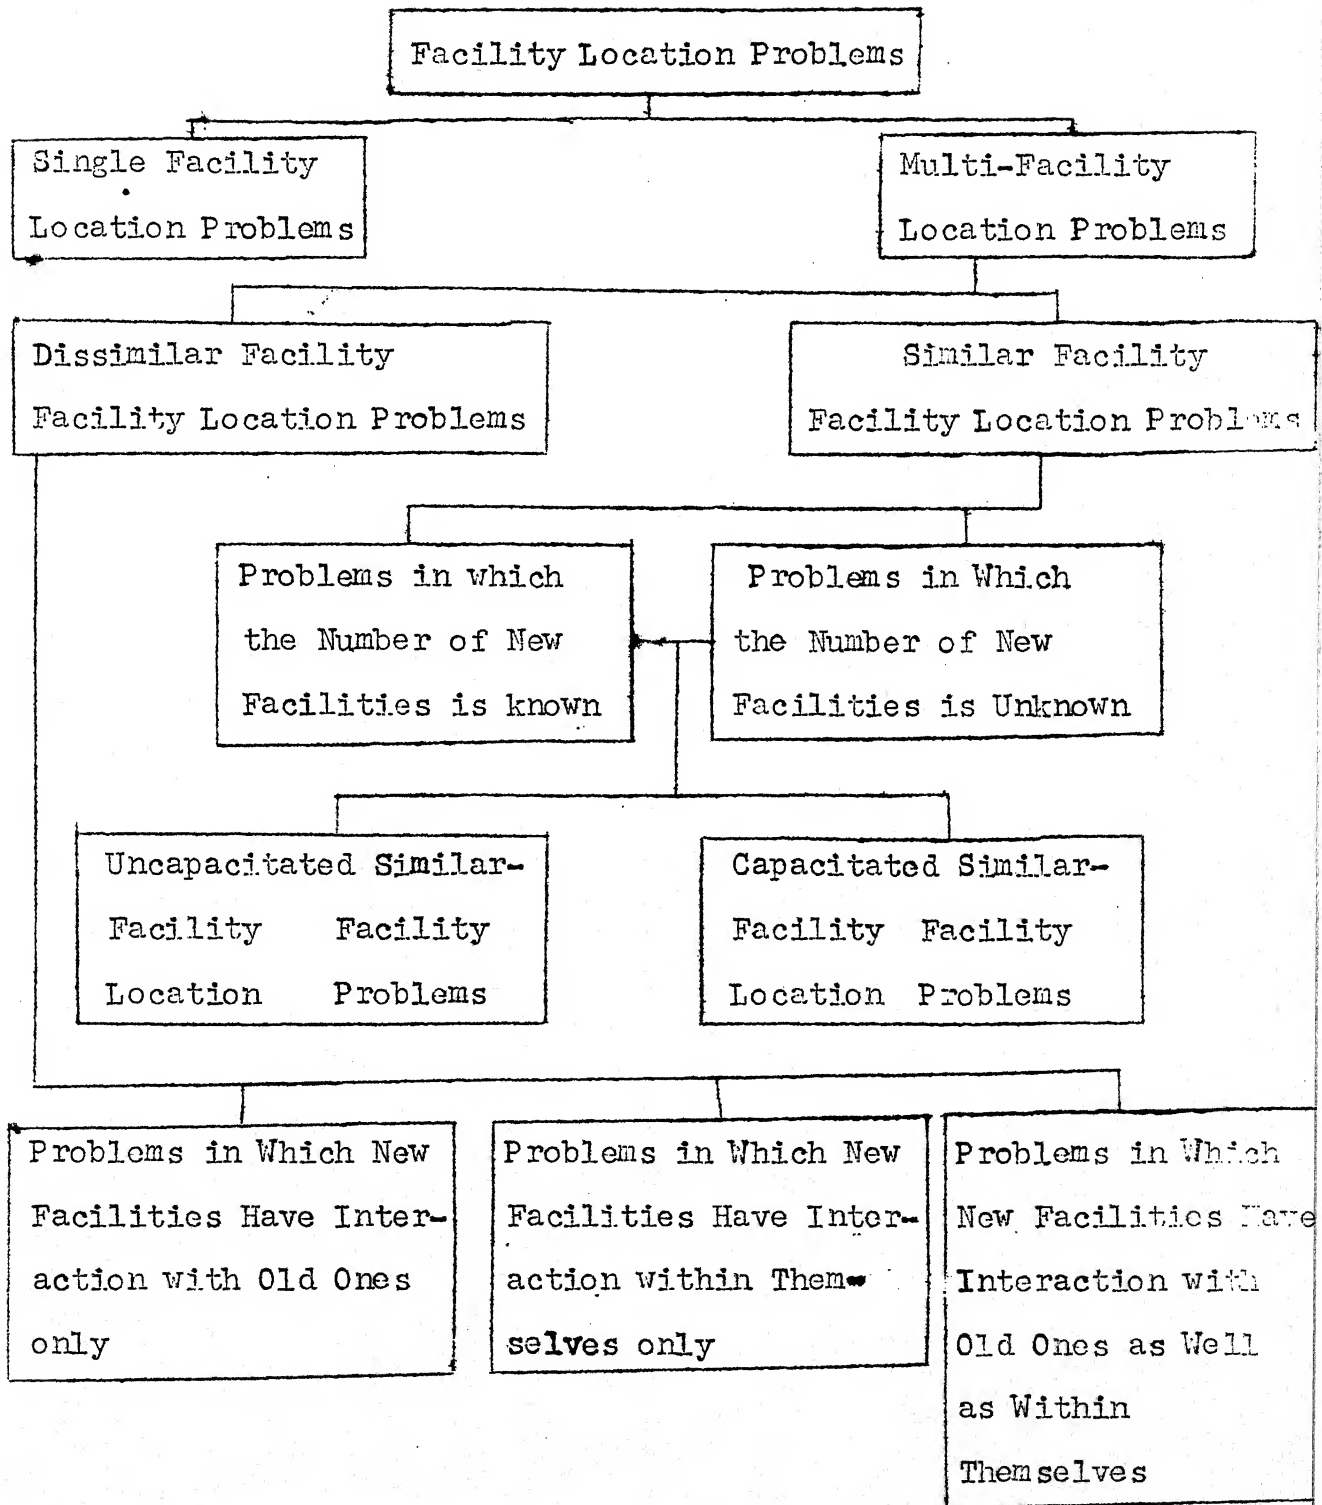 Facility Location Problems
Single Facility
Location Problems
Multi-Facility
Location Problems
Dissimilar Facility
Facility Location Problems
Similar Facility
Facility Location Problems
Problems in which
the Number of New
Facilities is known
Problems in Which
the Number of New
Facilities is Unknown
Uncapacitated Similar-
Facility Facility
Location Problems
Capacitated Similar-
Facility Facility
Location Problems
Problems in Which New
Facilities Have Inter-
action with Old Ones
only
Problems in Which New
Facilities Have Inter-
action within Them-
selves only
Problems in Which
New Facilities Have
Interaction with
Old Ones as Well
as Within
Themselves